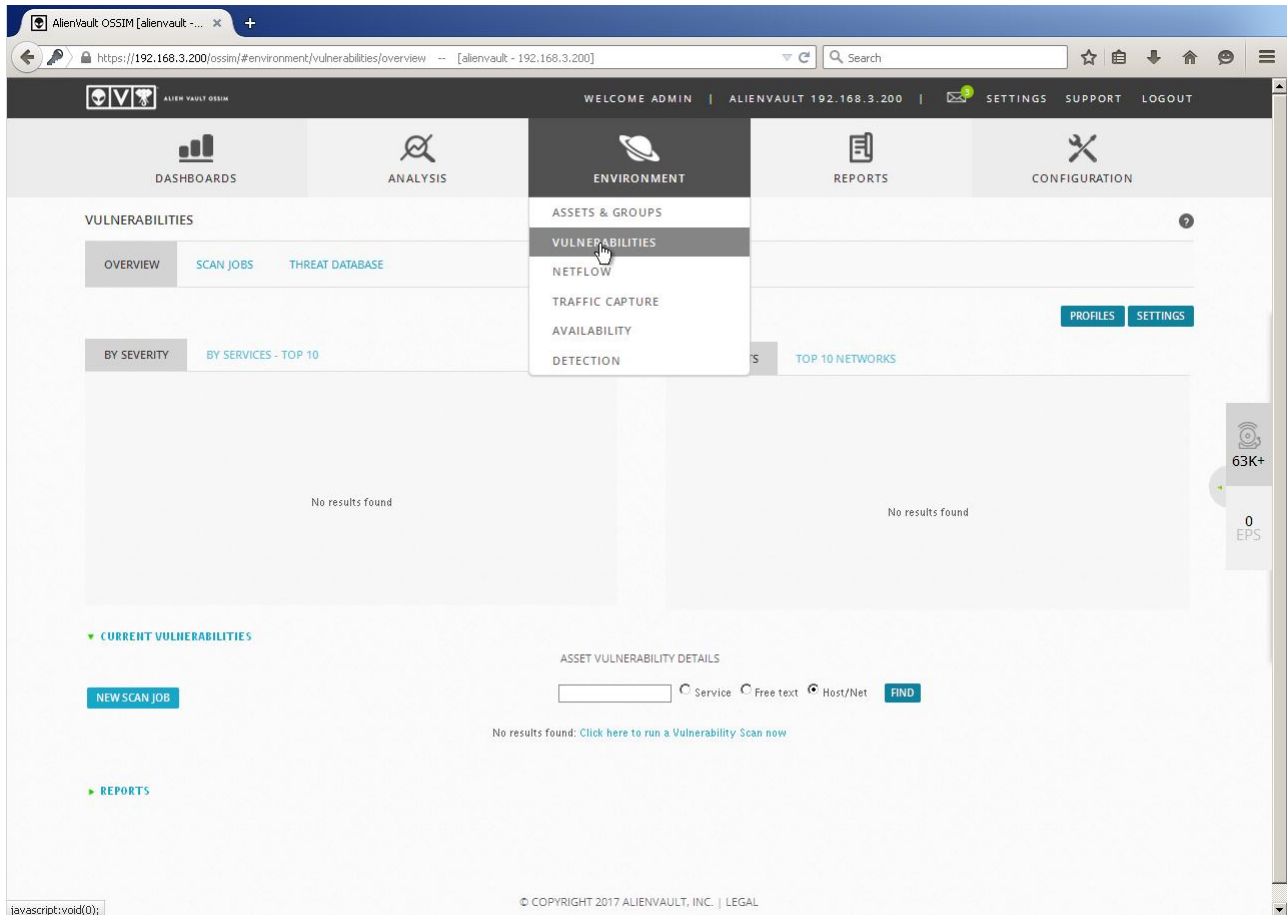 AlienVault OSSIM [alienvault -...
https://192.168.3.200/ossim/#environment/vulnerabilities/overview -- [alienvault - 192.168.3.200]
Search
ALIEN VAULT OSSIM
WELCOME ADMIN | ALIENVAULT 192.168.3.200 | 3 SETTINGS SUPPORT LOGOUT
DASHBOARDS ANALYSIS ENVIRONMENT REPORTS CONFIGURATION
ASSETS & GROUPS
VULNERABILITIES
NETFLOW
TRAFFIC CAPTURE
AVAILABILITY
DETECTION
VULNERABILITIES
OVERVIEW SCAN JOBS THREAT DATABASE
PROFILES SETTINGS
BY SEVERITY BY SERVICES - TOP 10
TOP 10 NETWORKS
No results found
No results found
63K+
0
EPS
CURRENT VULNERABILITIES
ASSET VULNERABILITY DETAILS
NEW SCAN JOB
Service Free text Host/Net FIND
No results found: Click here to run a Vulnerability Scan now
REPORTS
© COPYRIGHT 2017 ALIENVAULT, INC. | LEGAL
javascript:void(0);